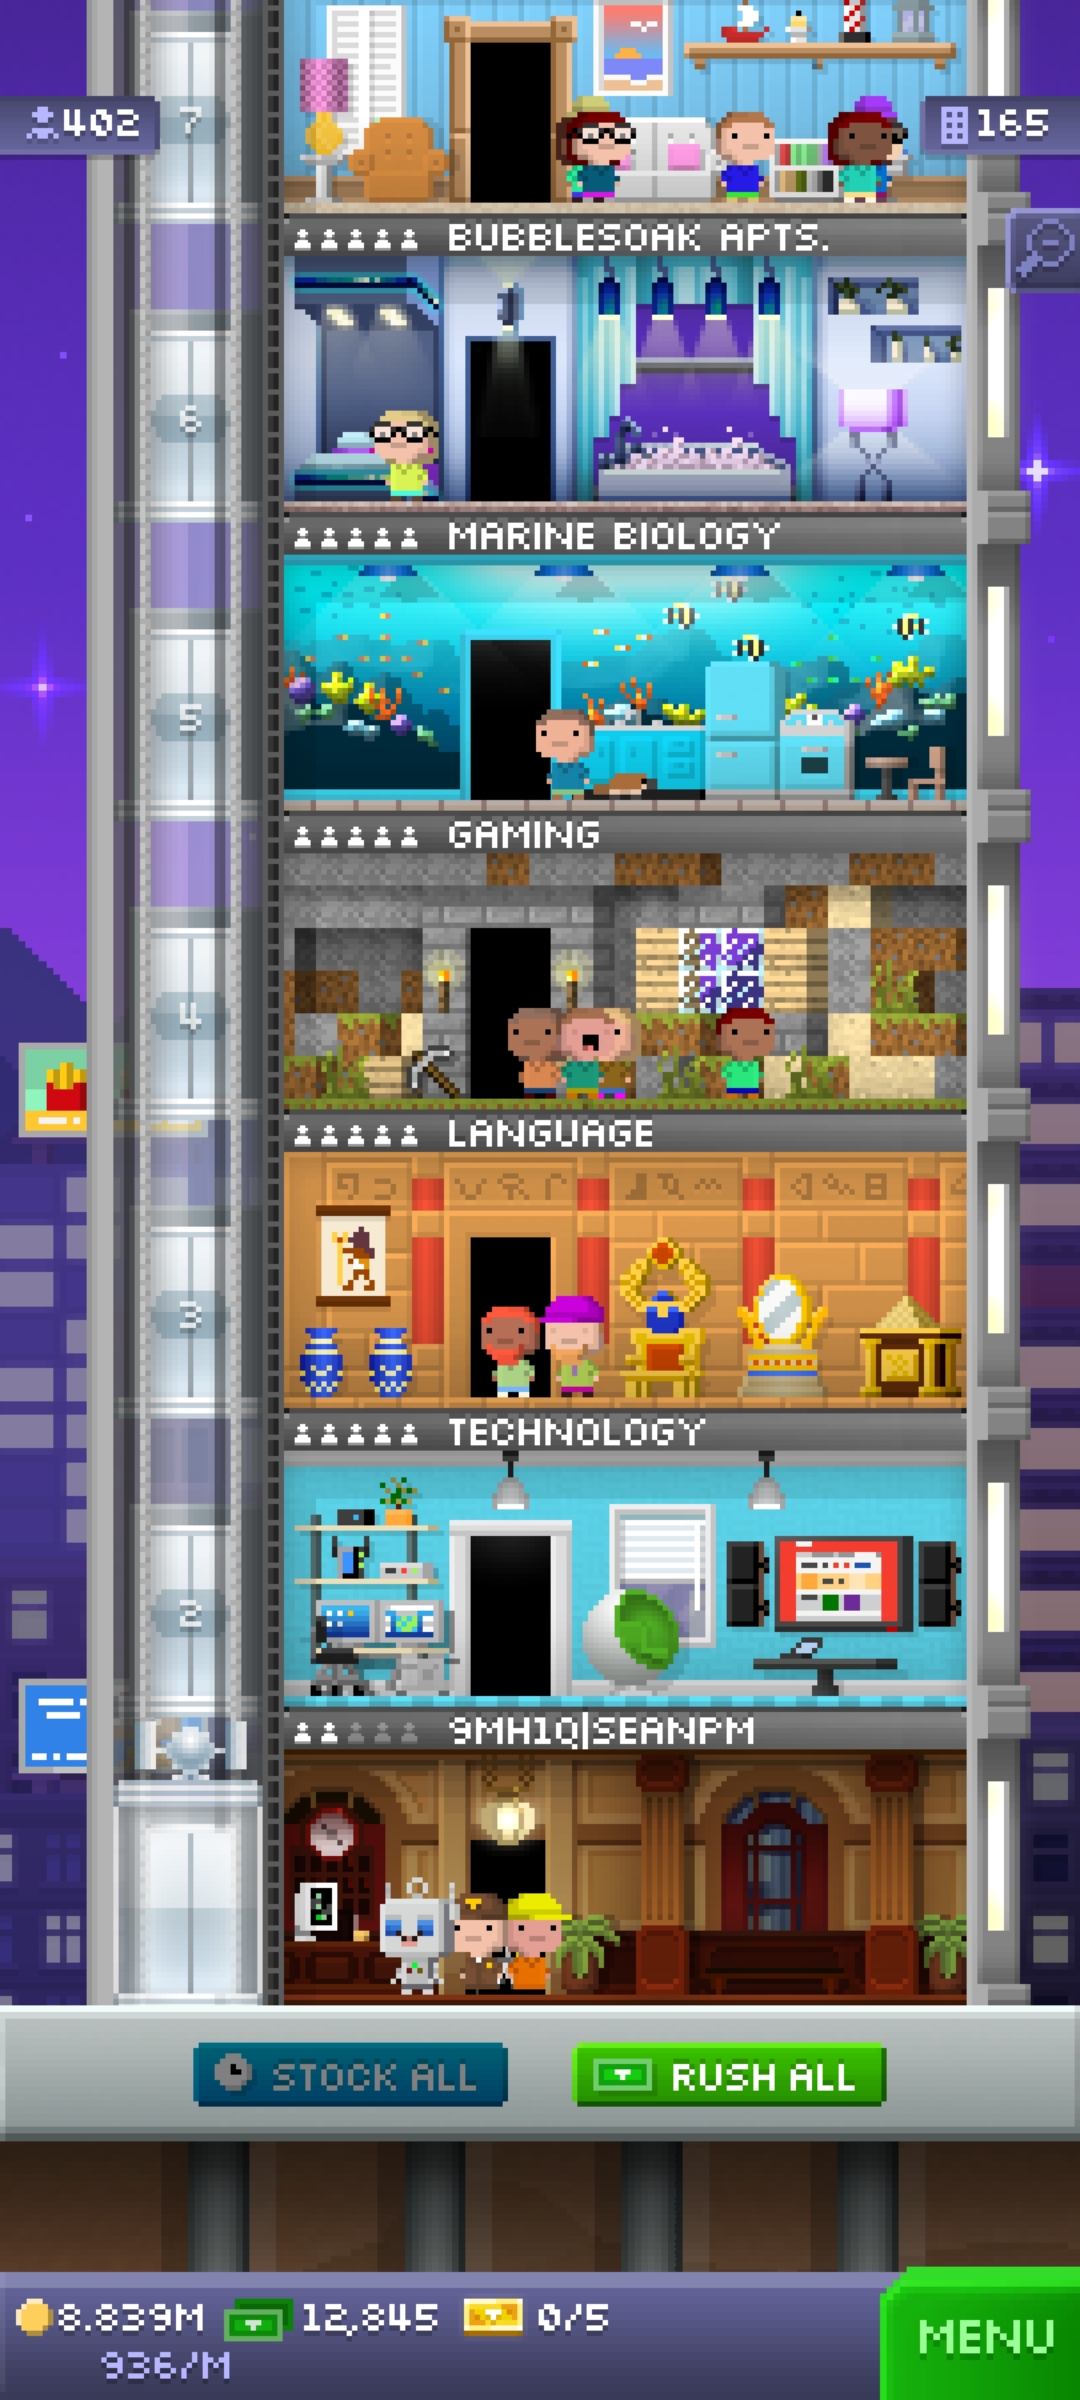 402
7
165
BUBBLESOAK APTS.
6
MARINE BIOLOGY
5
GAMING
4
LANGUAGE
3
TECHNOLOGY
2
9MH1Q|SEANPM
STOCK ALL
RUSH ALL
8.839M 12,845 0/5
936/M
MENU